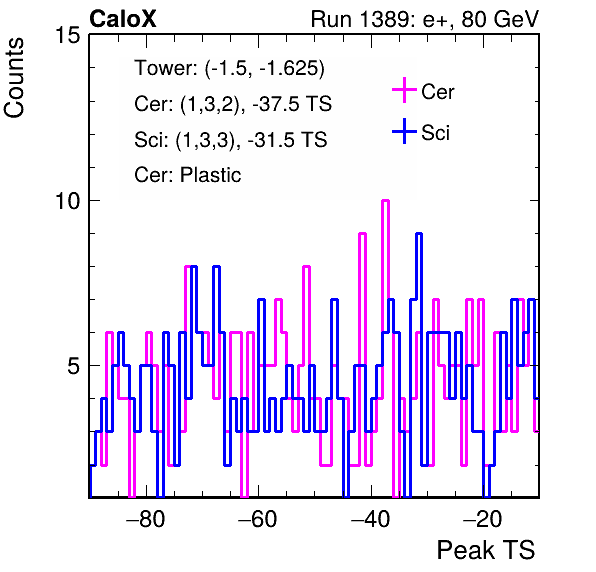 CaloX Run 1389: e+, 80 GeV
Counts
15
Tower: (-1.5, -1.625)
Cer: (1,3,2), -37.5 TS
Sci: (1,3,3), -31.5 TS
Cer: Plastic
Cer
Sci
10
5
−80 −60 −40 −20
Peak TS